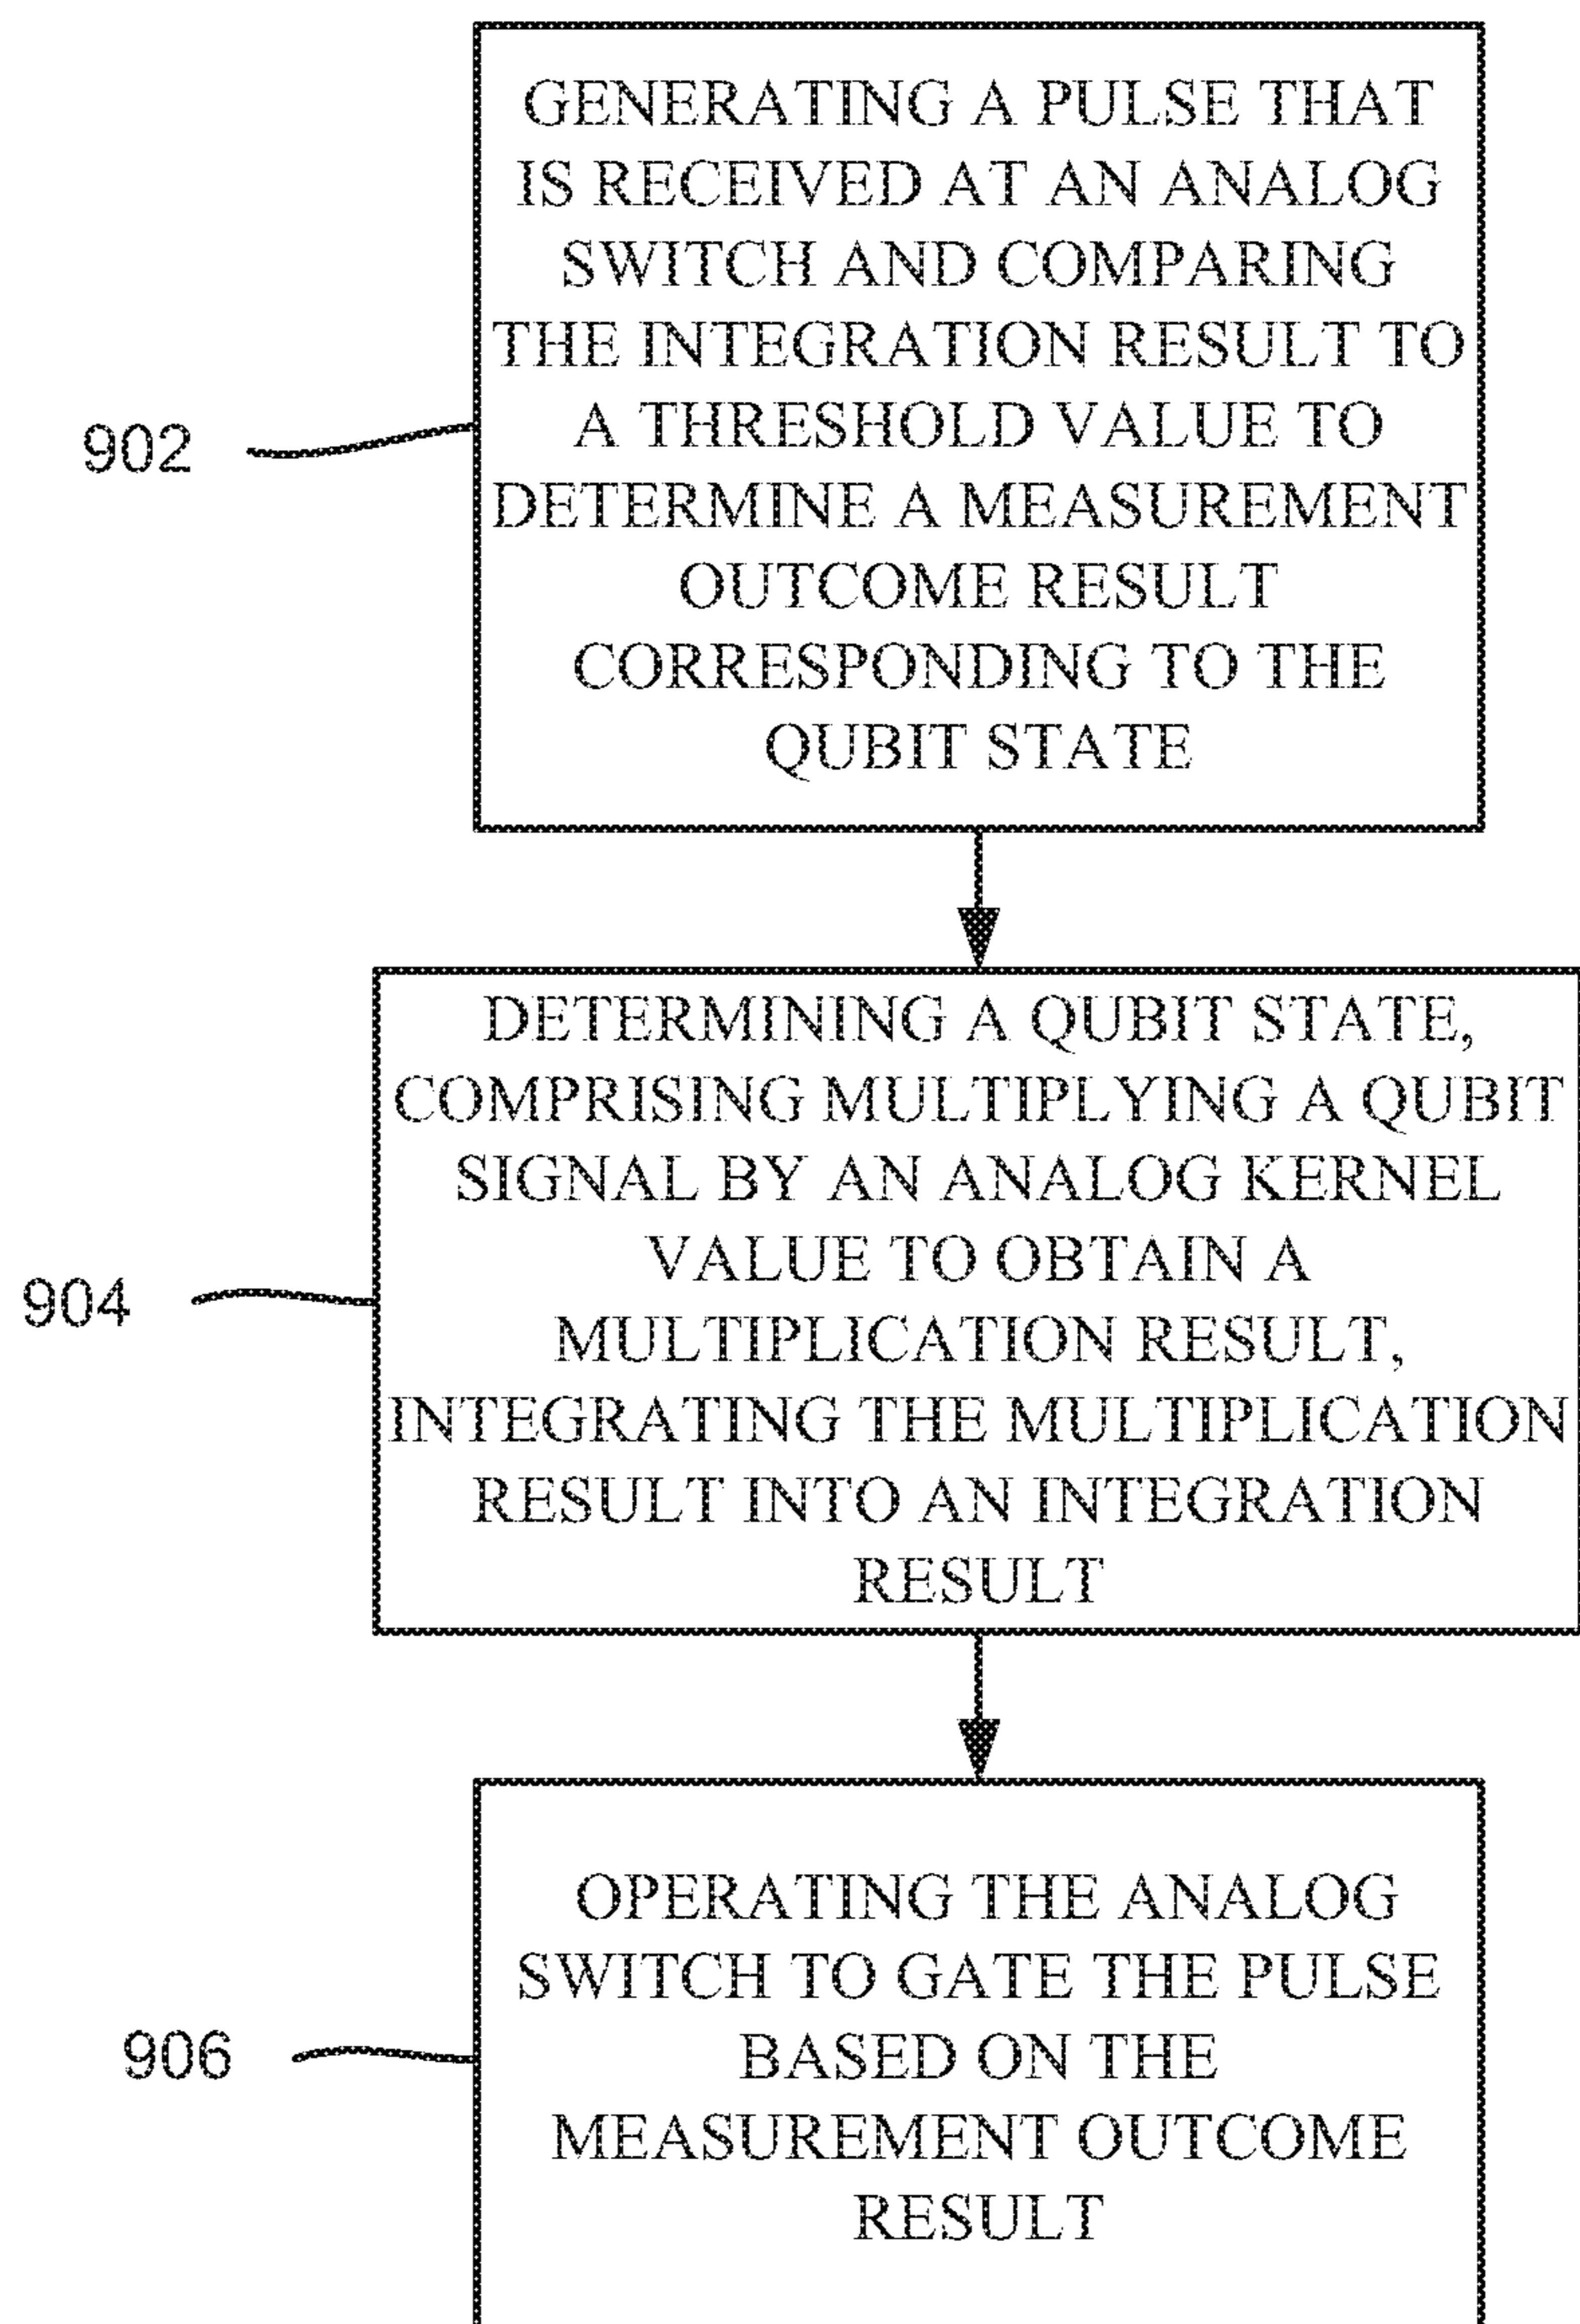 GENERATING A PULSE THAT
IS RECEIVED AT AN ANALOG
SWITCH AND COMPARING
THE INTEGRATION RESULT TO
A THRESHOLD VALUE TO
DETERMINE A MEASUREMENT
OUTCOME RESULT
CORRESPONDING TO THE
QUBIT STATE
902
DETERMINING A QUBIT STATE,
COMPRISING MULTIPLYING A QUBIT
SIGNAL BY AN ANALOG KERNEL
VALUE TO OBTAIN A
MULTIPLICATION RESULT,
INTEGRATING THE MULTIPLICATION
RESULT INTO AN INTEGRATION
RESULT
904
OPERATING THE ANALOG
SWITCH TO GATE THE PULSE
BASED ON THE
MEASUREMENT OUTCOME
RESULT
906